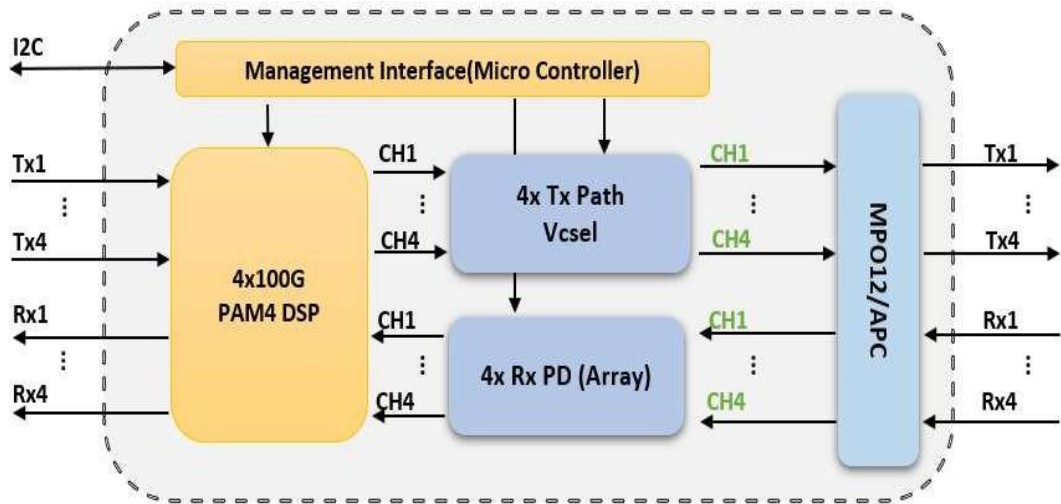 I2C
Management Interface(Micro Controller)
Tx1
⋮
Tx4
Rx1
⋮
Rx4
4x100G
PAM4 DSP
CH1
⋮
CH4
CH1
⋮
CH4
4x Tx Path
Vcsel
4x Rx PD (Array)
CH1
⋮
CH4
CH1
⋮
CH4
MPO12/APC
Tx1
⋮
Tx4
Rx1
⋮
Rx4